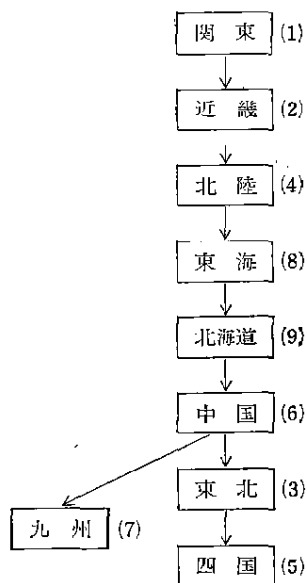 関東 (1)
近畿 (2)
北陸 (4)
東海 (8)
北海道 (9)
中国 (6)
東北 (3)
九州 (7)
四国 (5)